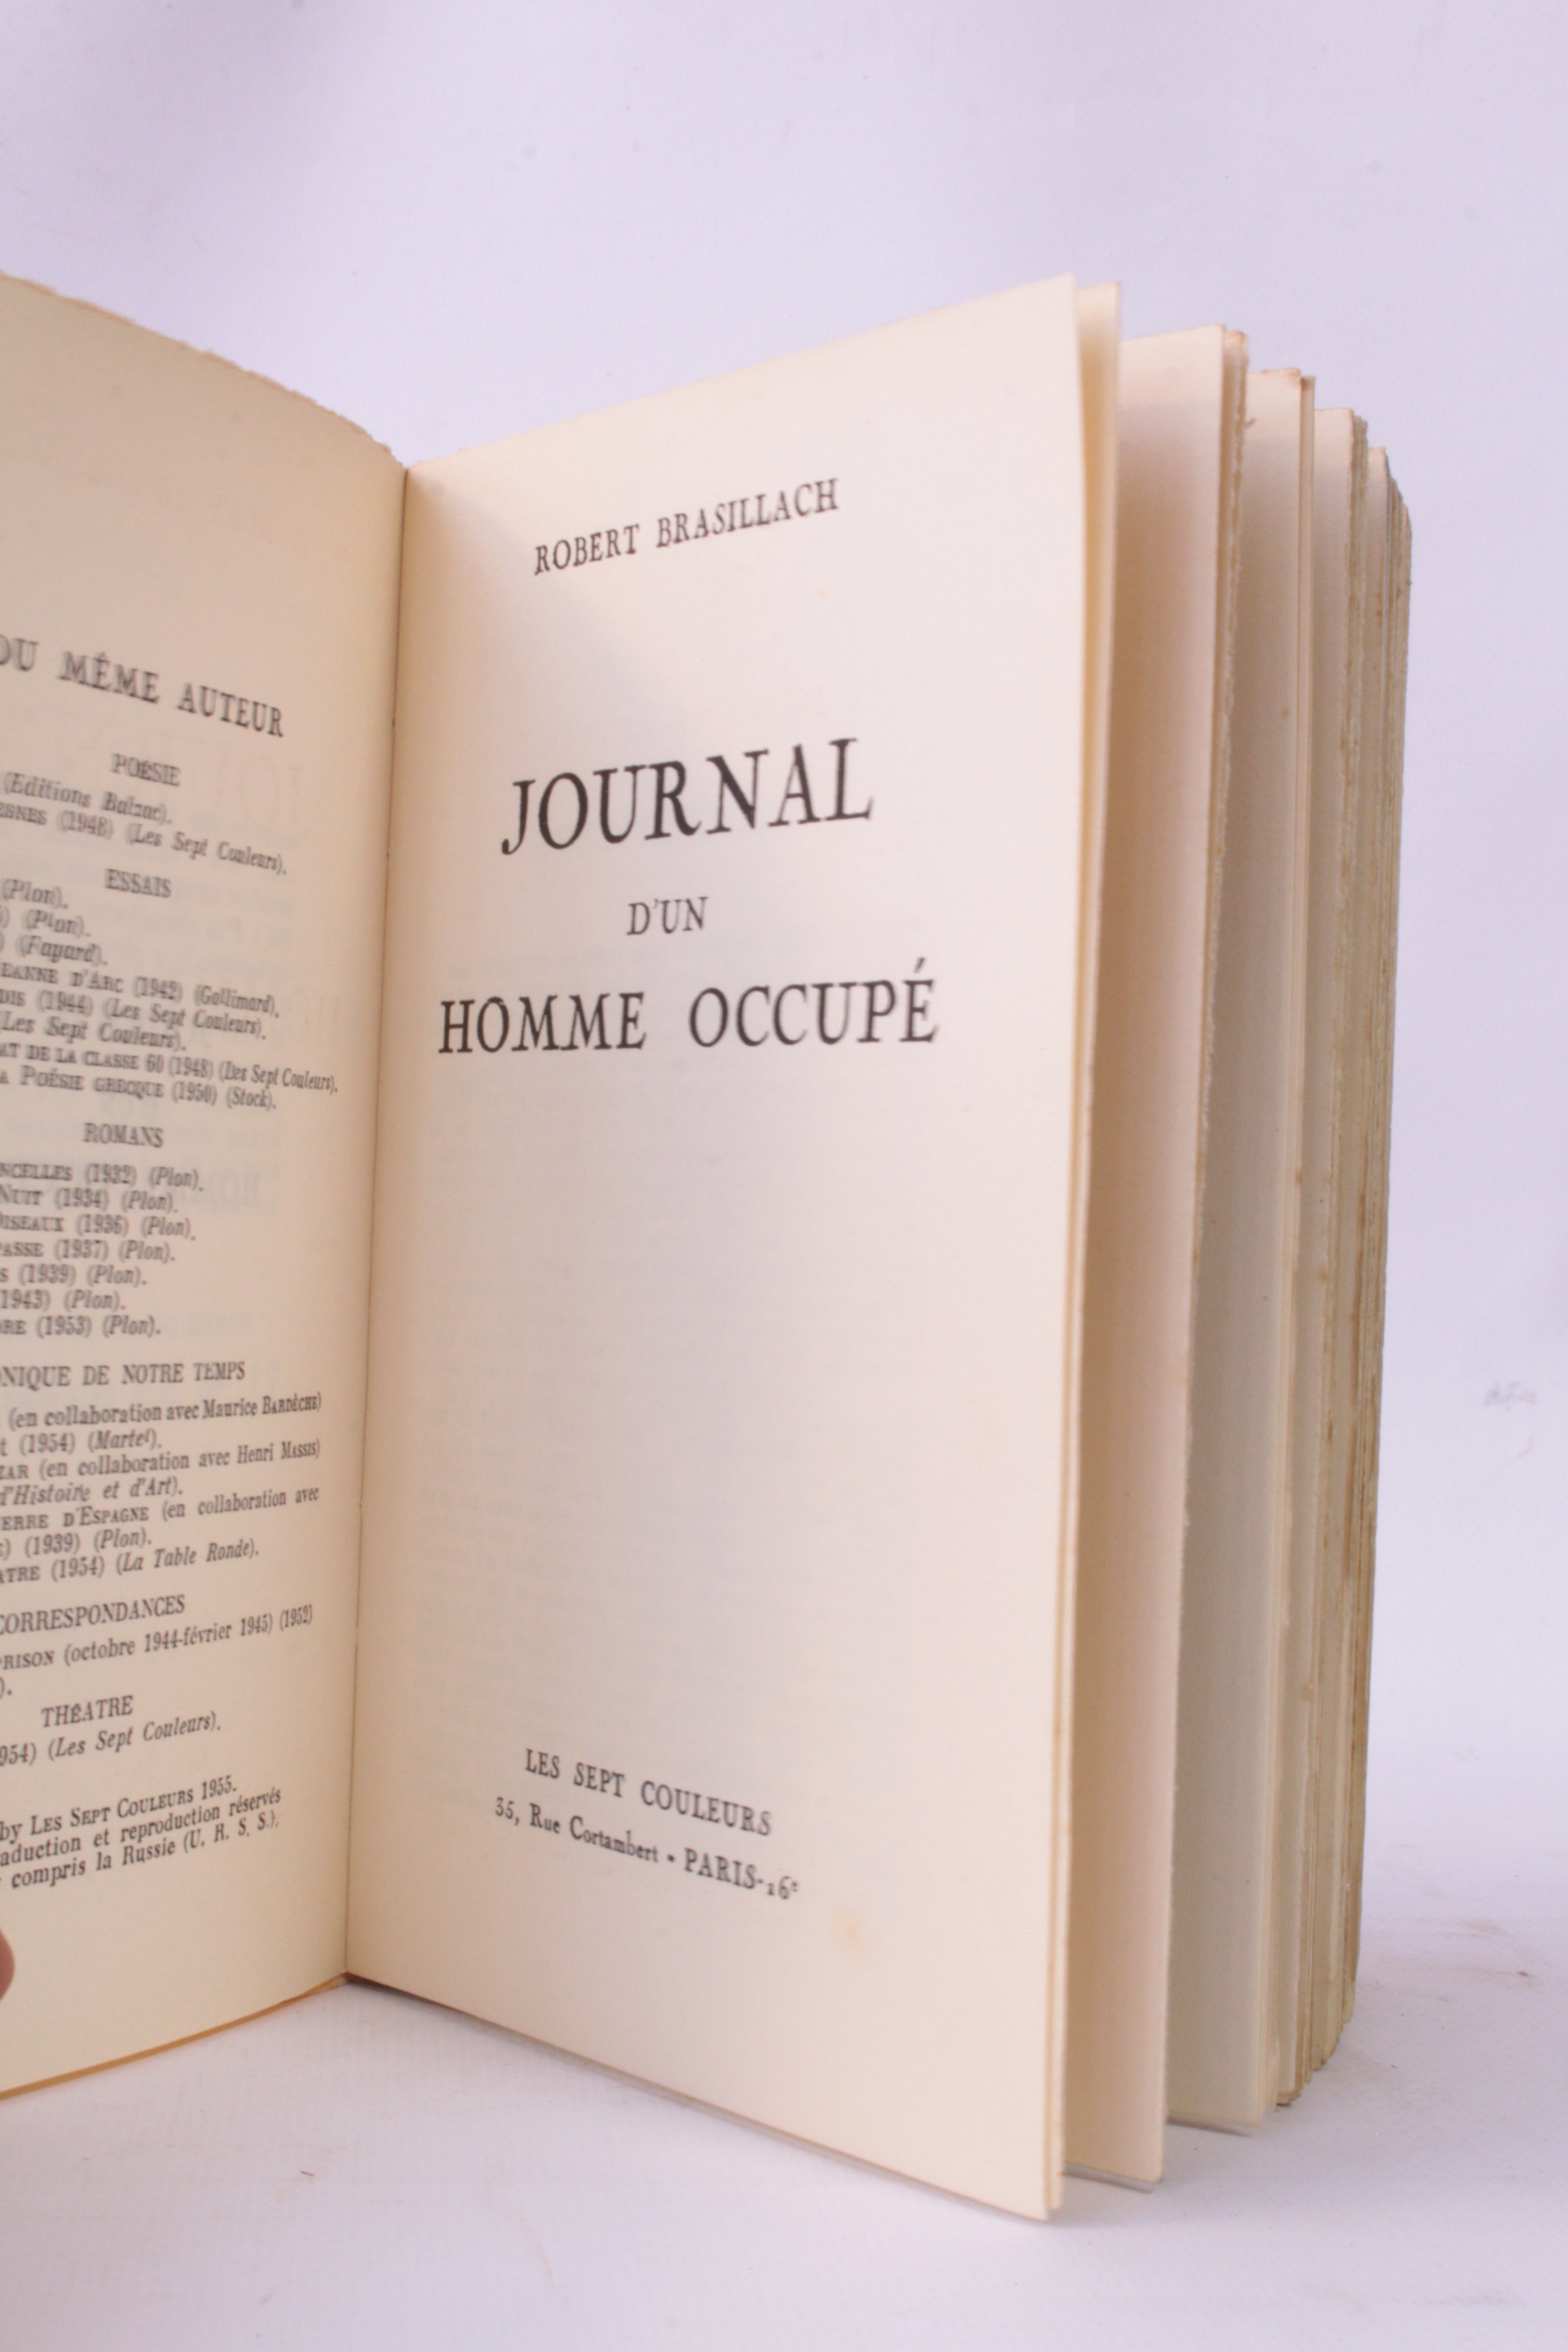 DU MÊME AUTEUR
POÉSIE
(Editions Balzac).
(1948) (Les Sept Couleurs).
ESSAIS
(Plon).
(Plon).
(Fayard).
D'ARC (1942) (Gallimard).
(1944) (Les Sept Couleurs).
(Les Sept Couleurs).
DE LA CLASSE 60 (1948) (Les Sept Couleurs).
POÉSIE GRECQUE (1950) (Stock).
ROMANS
(1932) (Plon).
NUIT (1934) (Plon).
OISEAUX (1936) (Plon).
(1937) (Plon).
(1939) (Plon).
1943) (Plon).
(1953) (Plon).
DE NOTRE TEMPS
(en collaboration avec Maurice BARDÈCHE)
(1954) (Martel).
(en collaboration avec Henri MASSIS)
d'Histoire et d'Art).
D'ESPAGNE (en collaboration avec
(1939) (Plon).
(1954) (La Table Ronde).
CORRESPONDANCES
PRISON (octobre 1944-février 1945) (1952)
).
THÉATRE
954) (Les Sept Couleurs).
by LES SEPT COULEURS 1955.
et reproduction réservés
compris la Russie (U. R. S. S.).
ROBERT BRASILLACH
JOURNAL
D'UN
HOMME OCCUPÉ
LES SEPT COULEURS
35, Rue Cortambert - PARIS-16e